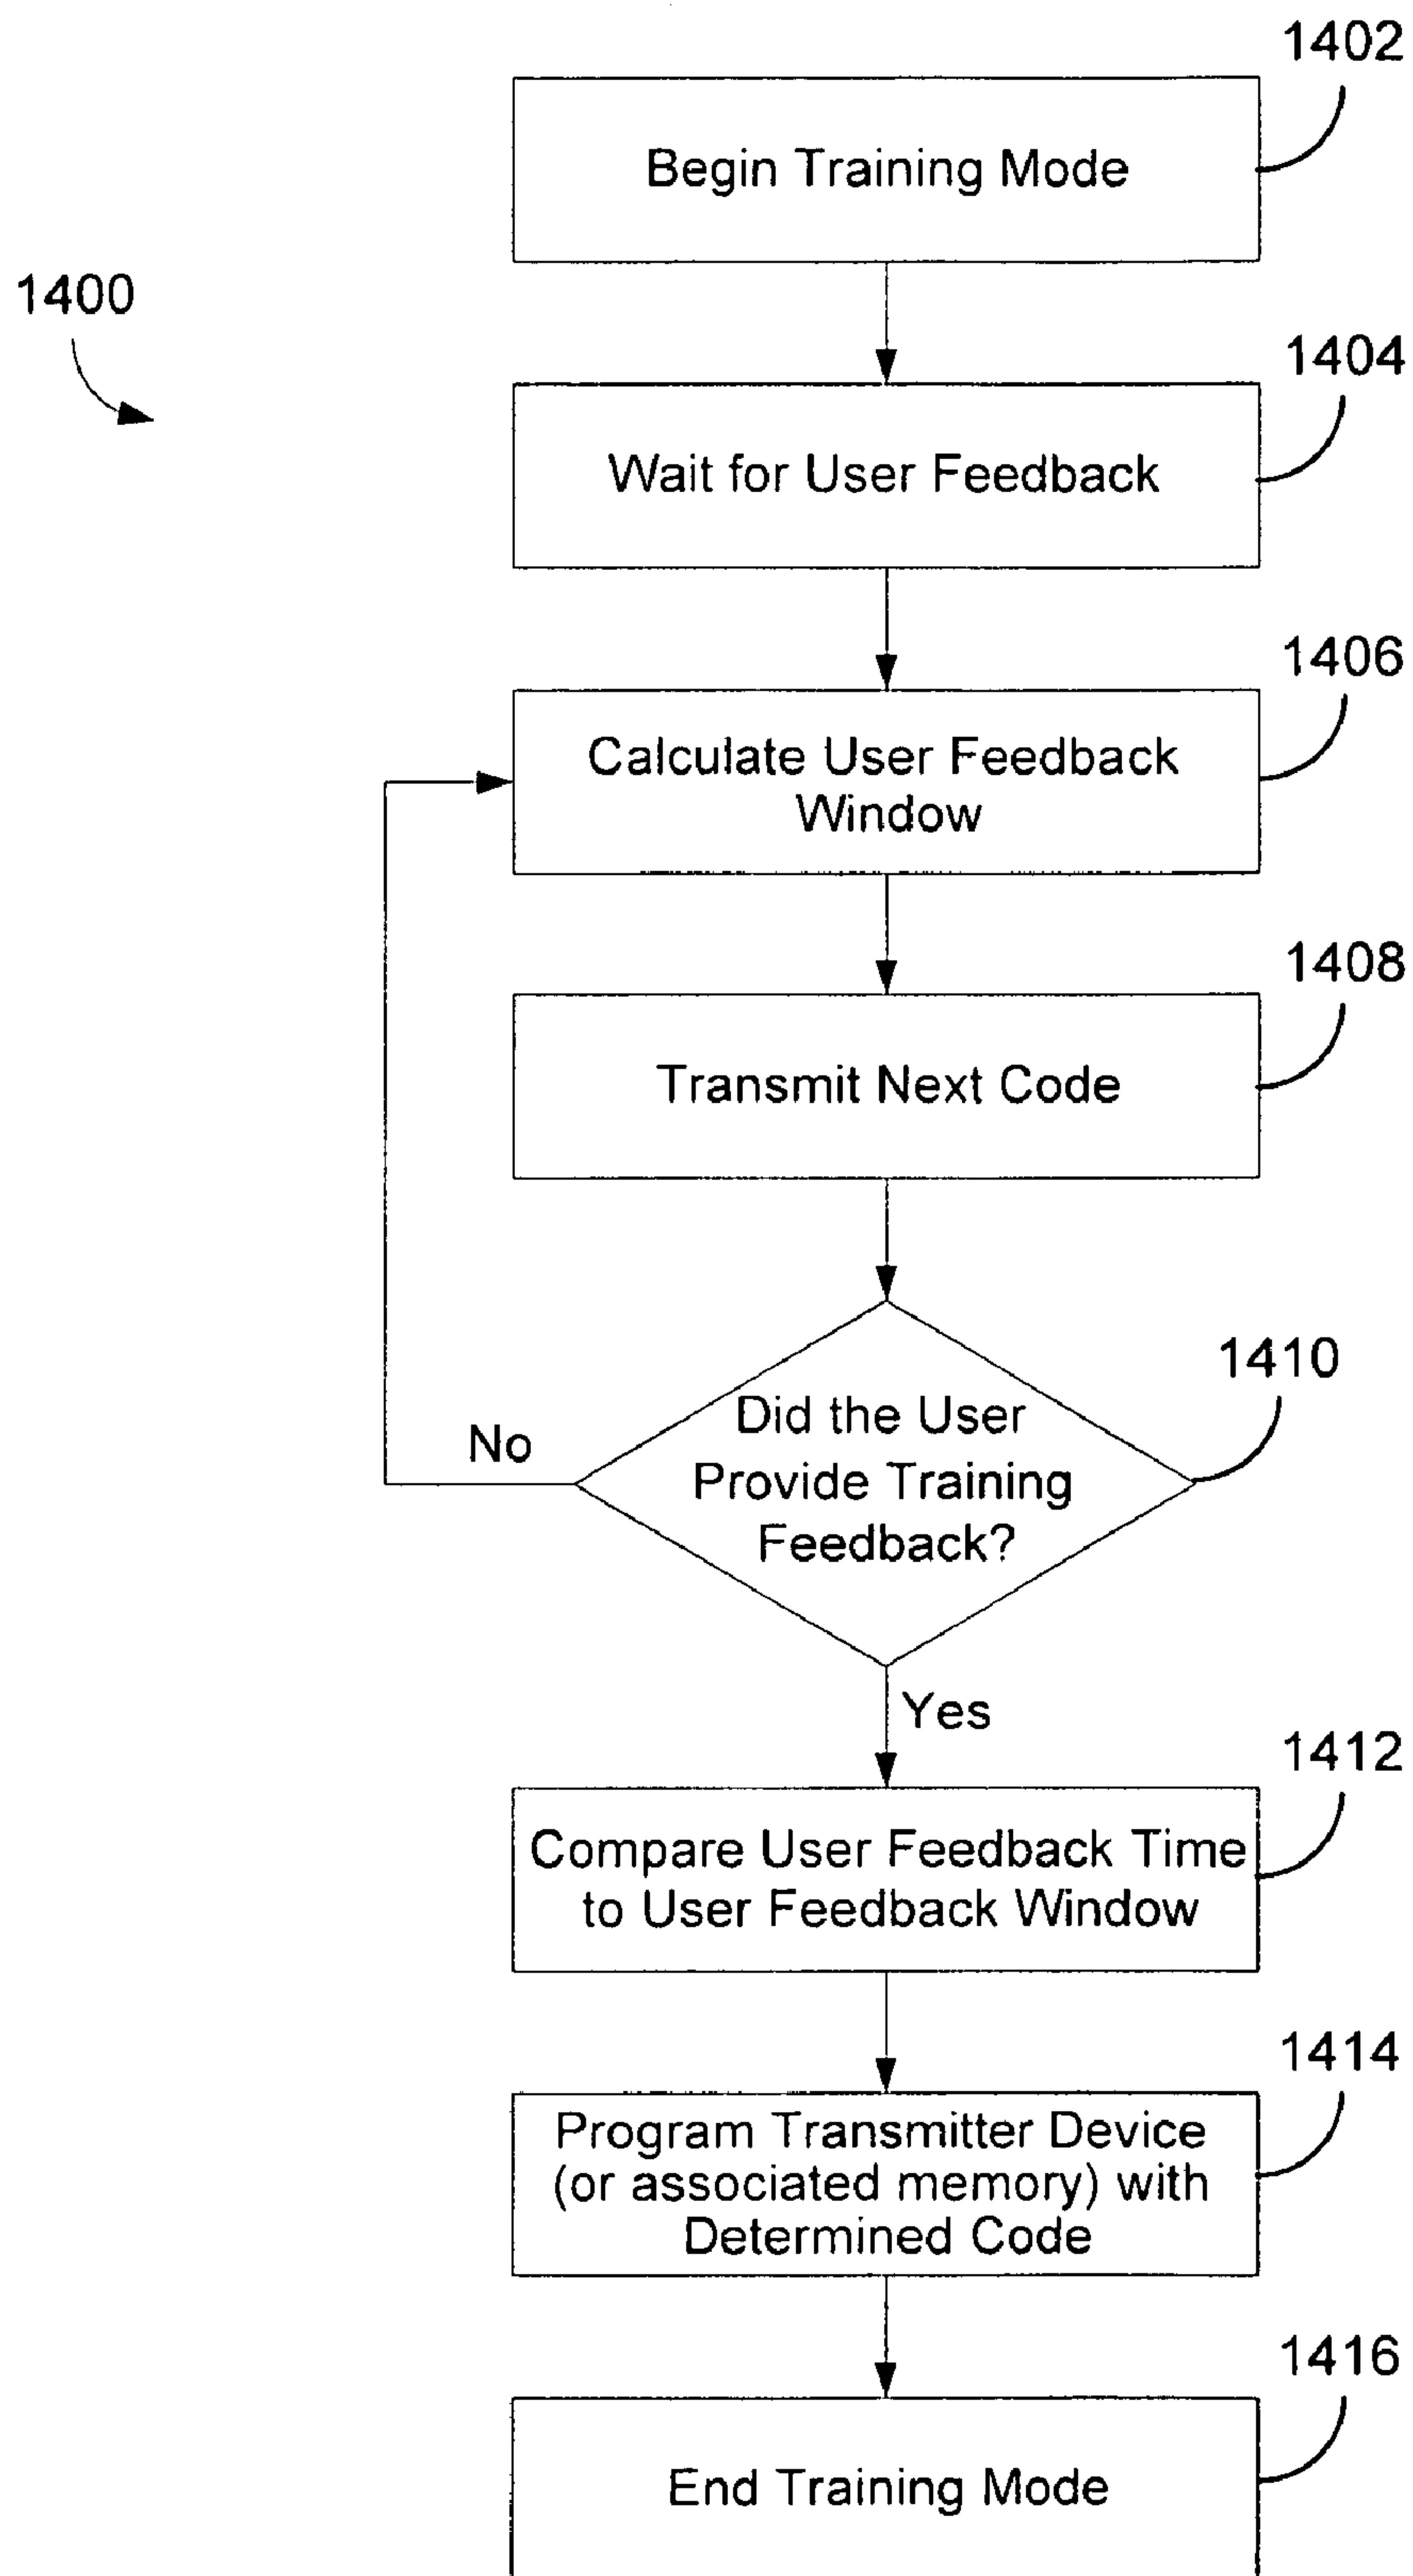 1402
Begin Training Mode
1400
1404
Wait for User Feedback
1406
Calculate User Feedback
Window
1408
Transmit Next Code
1410
Did the User
Provide Training
Feedback?
No
Yes
1412
Compare User Feedback Time
to User Feedback Window
1414
Program Transmitter Device
(or associated memory) with
Determined Code
1416
End Training Mode